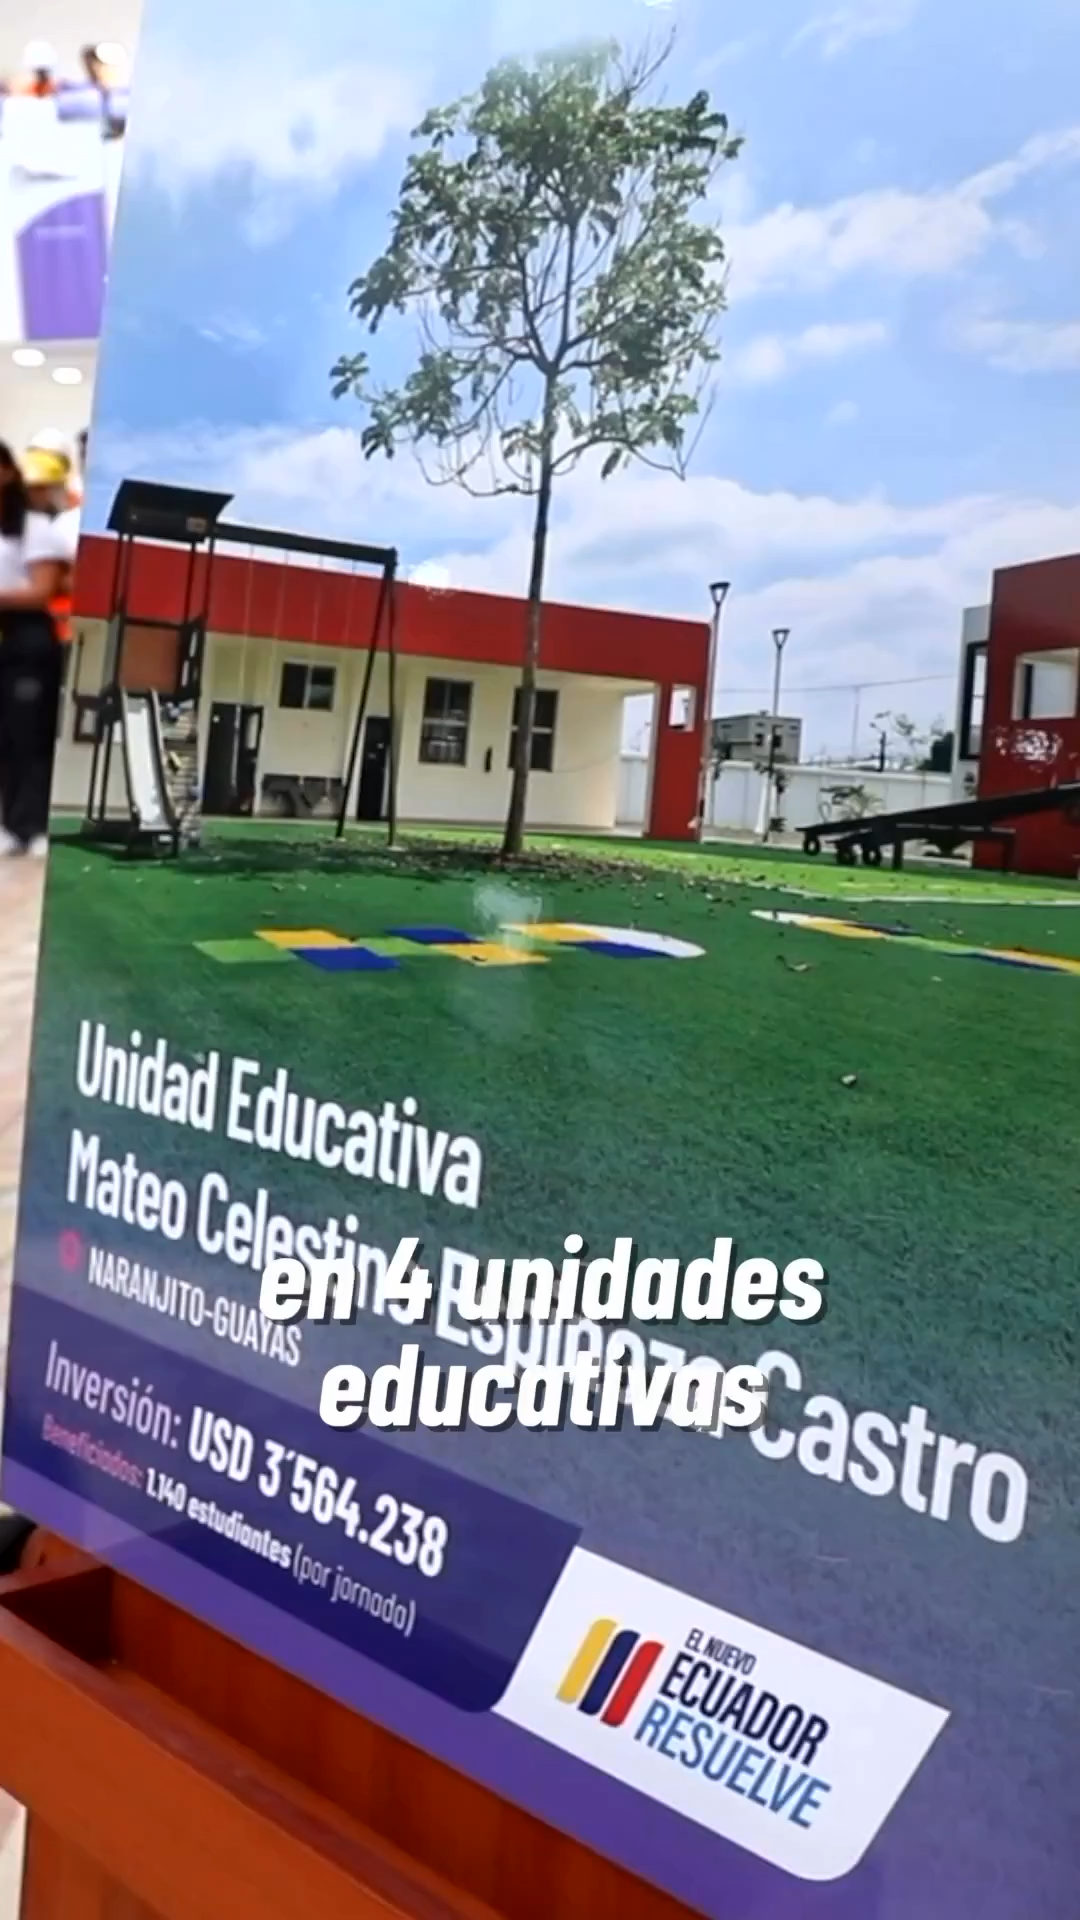 Unidad Educativa
Mateo Celestino Espinoza Castro
NARANJITO-GUAYAS
en 4 unidades
educativas
Inversión: USD 3´564.238
Beneficiados: 1.140 estudiantes (por jornada)
EL NUEVO
ECUADOR
RESUELVE